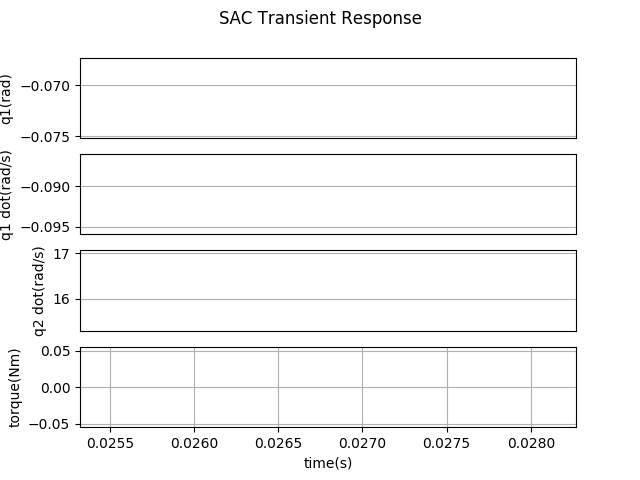 SAC Transient Response
q1(rad)
−0.070
−0.075
q1 dot(rad/s)
−0.090
−0.095
q2 dot(rad/s)
17
16
torque(Nm)
0.05
0.00
−0.05
0.0255 0.0260 0.0265 0.0270 0.0275 0.0280
time(s)